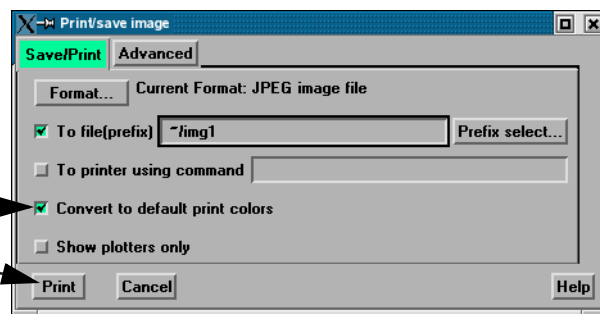 Print/save image
Save/Print Advanced
Format... Current Format: JPEG image file
To file(prefix) ~/img1 Prefix select...
To printer using command
Convert to default print colors
Show plotters only
Print Cancel Help